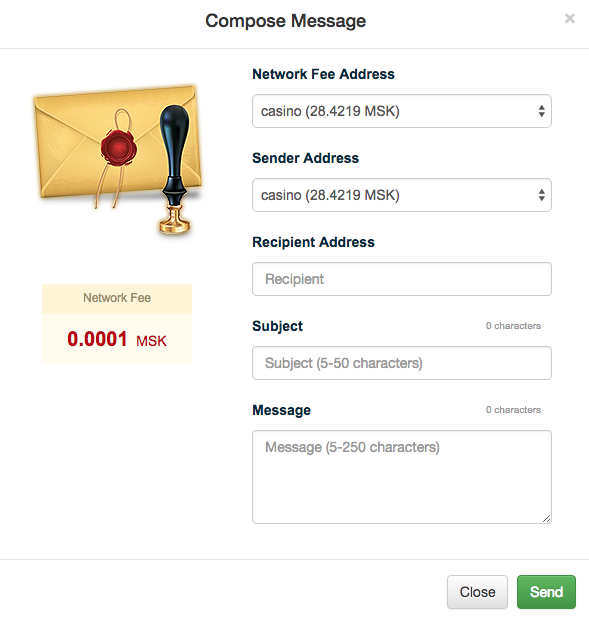 Compose Message
×
Network Fee Address
casino (28.4219 MSK)
Sender Address
casino (28.4219 MSK)
Recipient Address
Recipient
Network Fee
0.0001 MSK
Subject
0 characters
Subject (5-50 characters)
Message
0 characters
Message (5-250 characters)
Close
Send